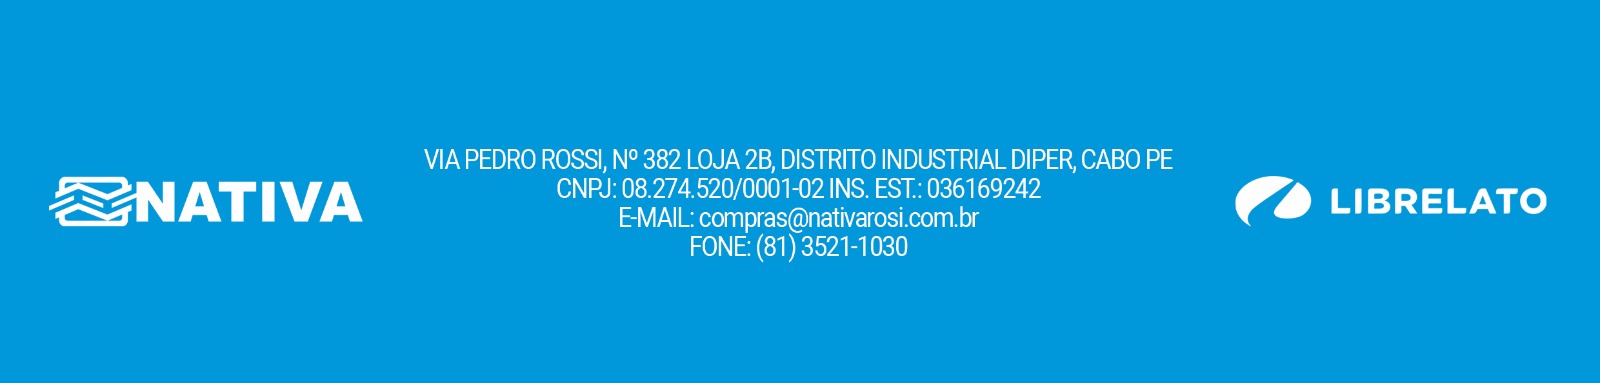 NATIVA
VIA PEDRO ROSSI, Nº 382 LOJA 2B, DISTRITO INDUSTRIAL DIPER, CABO PE
CNPJ: 08.274.520/0001-02 INS. EST.: 036169242
E-MAIL: compras@nativarosi.com.br
FONE: (81) 3521-1030
LIBRELATO